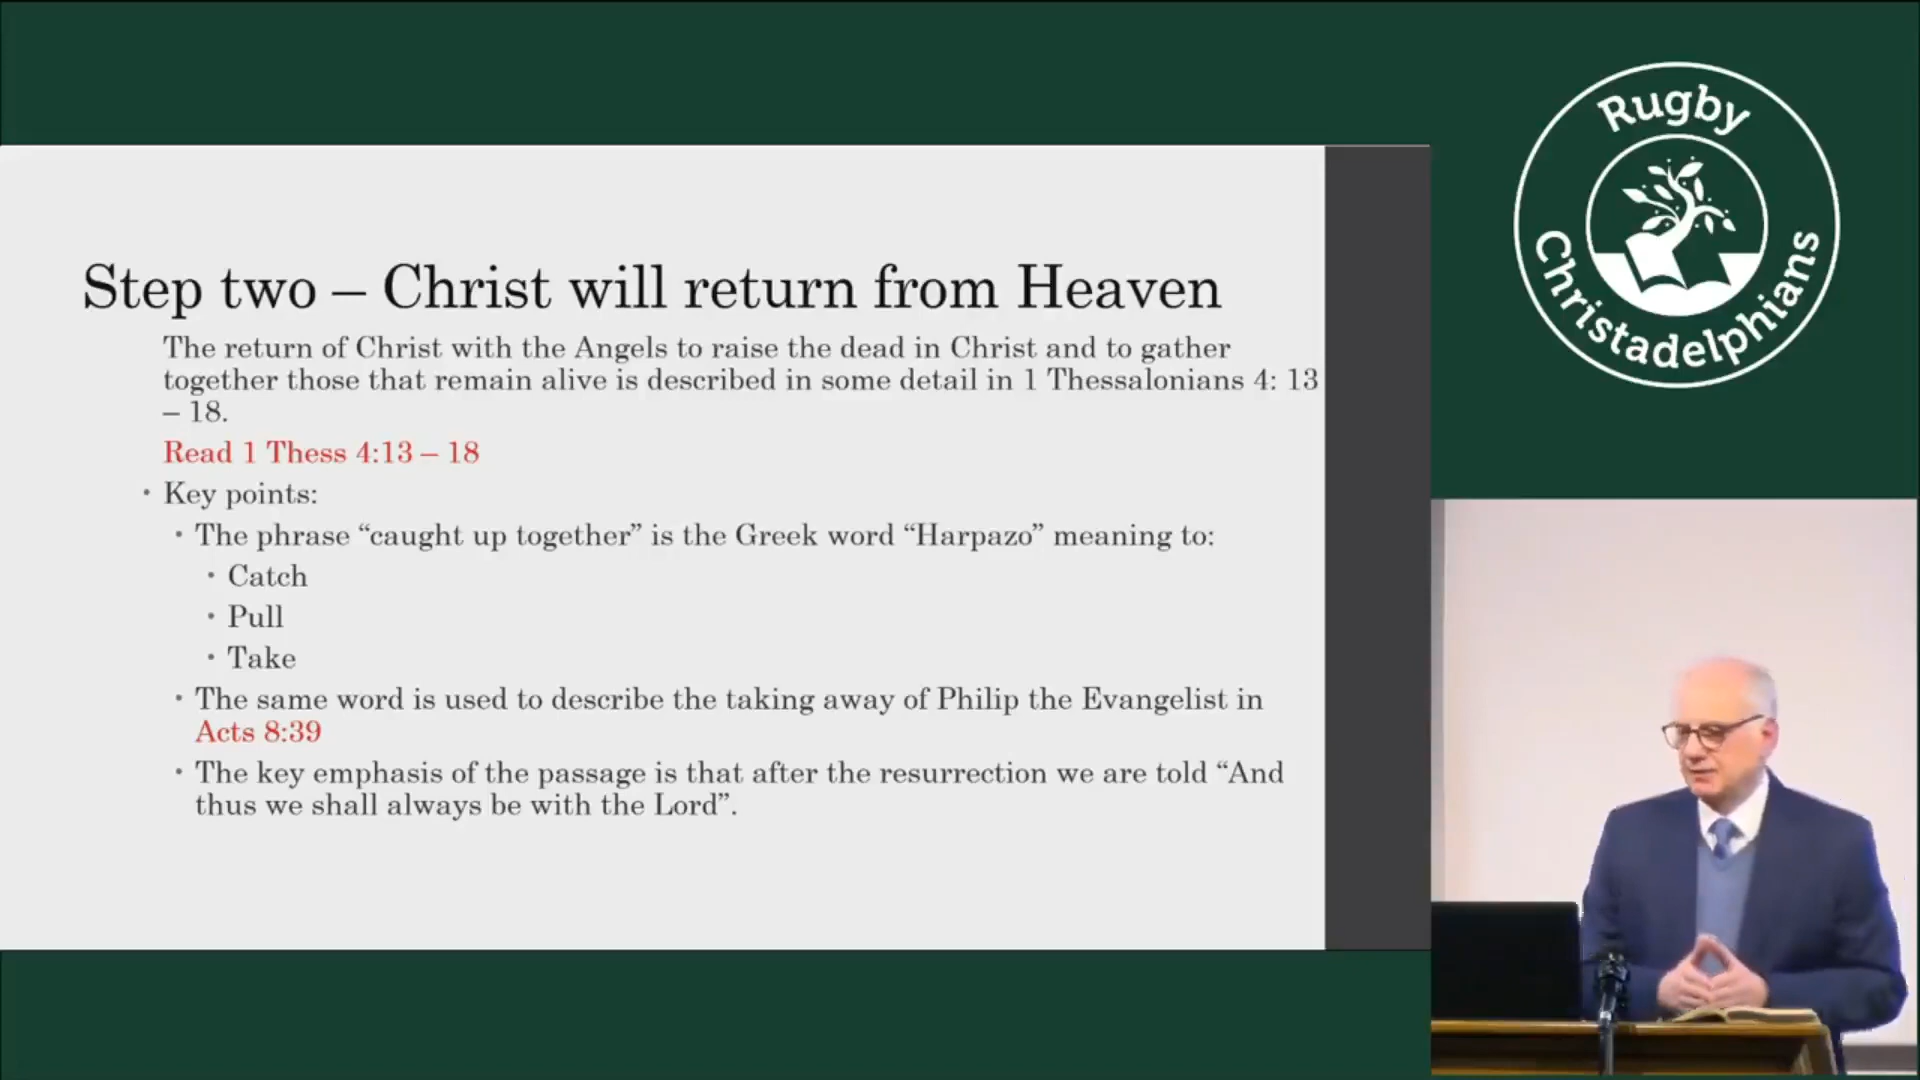 Rugby
Christadelphians
Step two – Christ will return from Heaven
The return of Christ with the Angels to raise the dead in Christ and to gather
together those that remain alive is described in some detail in 1 Thessalonians 4: 13
– 18.
Read 1 Thess 4:13 – 18
• Key points:
• The phrase “caught up together” is the Greek word “Harpazo” meaning to:
• Catch
• Pull
• Take
• The same word is used to describe the taking away of Philip the Evangelist in
Acts 8:39
• The key emphasis of the passage is that after the resurrection we are told “And
thus we shall always be with the Lord”.